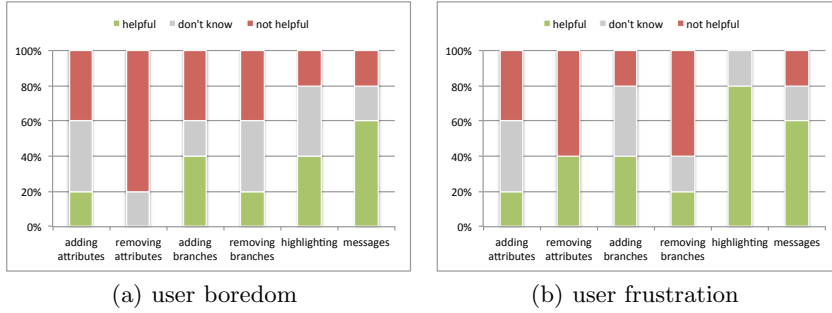 helpful don't know not helpful
100%
80%
60%
40%
20%
0%
adding attributes removing attributes adding branches removing branches highlighting messages
(a) user boredom
helpful don't know not helpful
100%
80%
60%
40%
20%
0%
adding attributes removing attributes adding branches removing branches highlighting messages
(b) user frustration